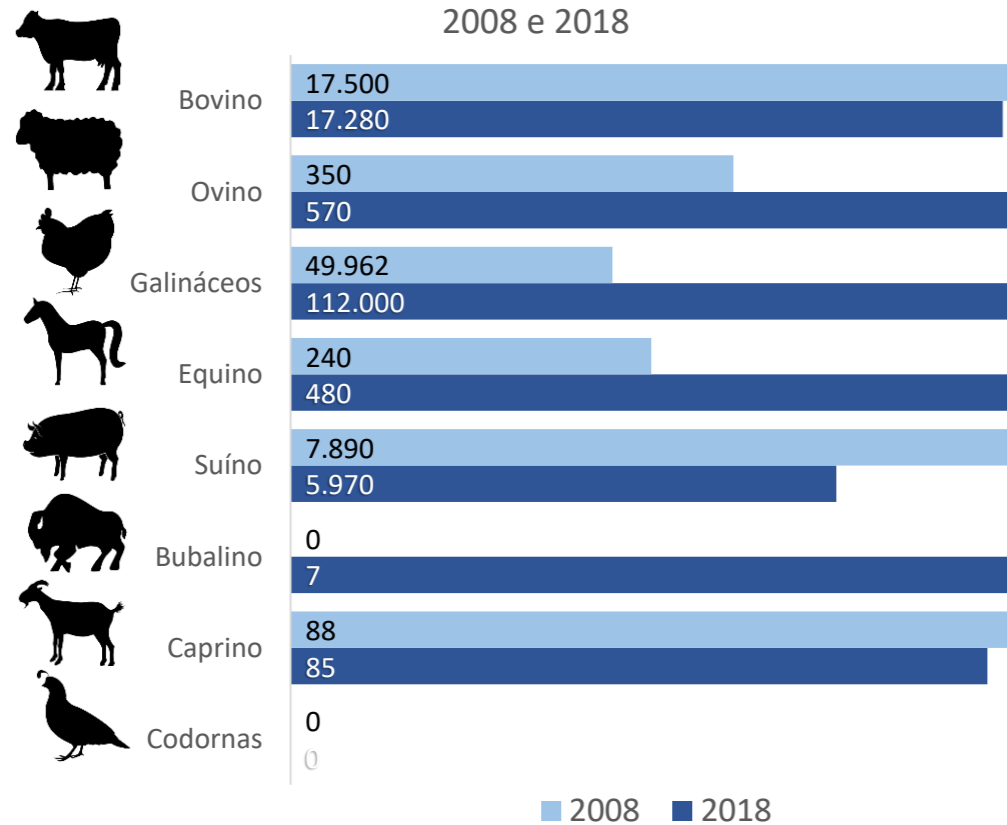 2008 e 2018
Bovino
17.500
17.280
Ovino
350
570
Galináceos
49.962
112.000
Equino
240
480
Suíno
7.890
5.970
Bubalino
0
7
Caprino
88
85
Codornas
0
0
2008 2018